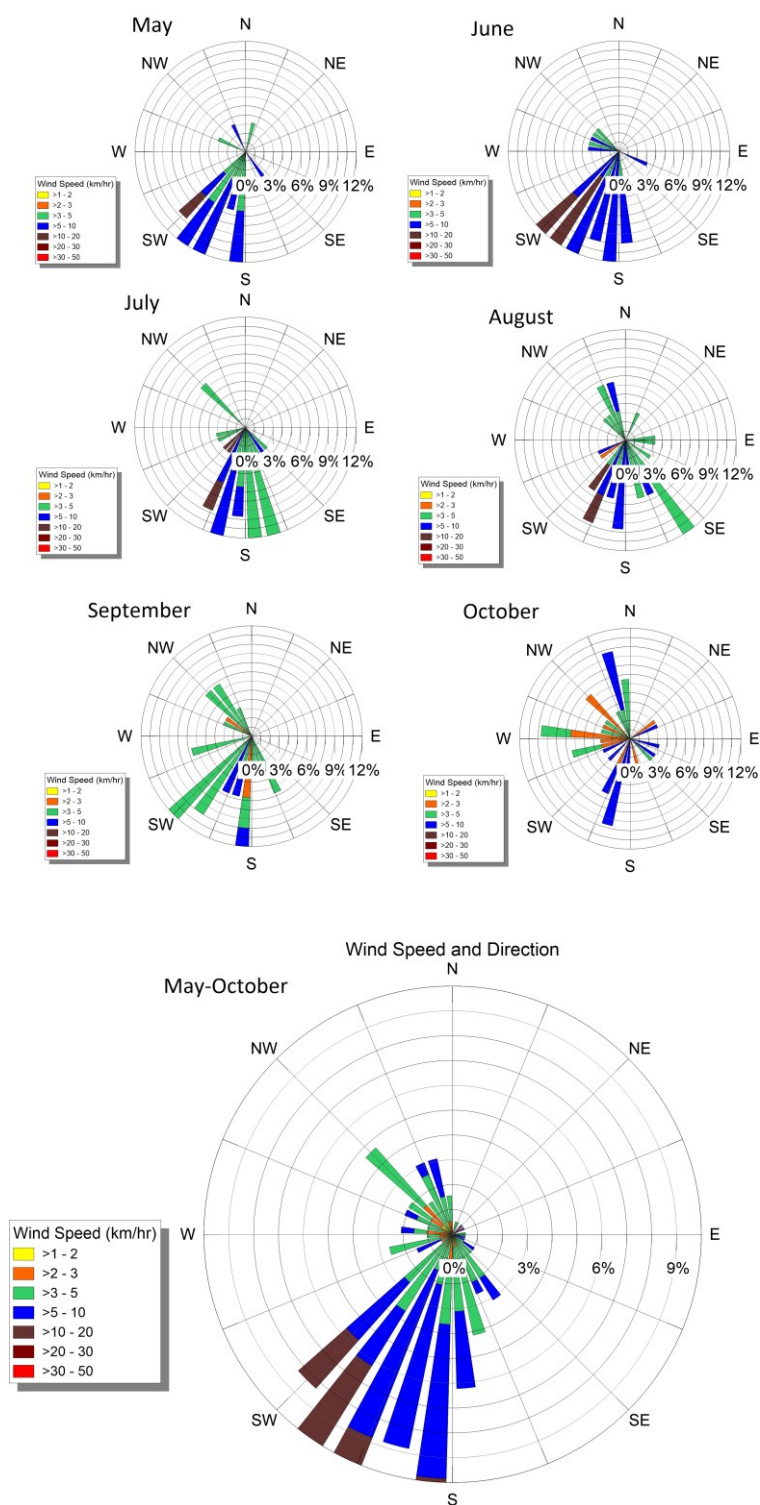 May
N
NW
NE
W
E
0% 3% 6% 9% 12%
SW
SE
S
Wind Speed (km/hr)
>1 - 2
>2 - 3
>3 - 5
>5 - 10
>10 - 20
>20 - 30
>30 - 50
June
N
NW
NE
W
E
0% 3% 6% 9% 12%
SW
SE
S
Wind Speed (km/hr)
>1 - 2
>2 - 3
>3 - 5
>5 - 10
>10 - 20
>20 - 30
>30 - 50
July
N
NW
NE
W
E
0% 3% 6% 9% 12%
SW
SE
S
Wind Speed (km/hr)
>1 - 2
>2 - 3
>3 - 5
>5 - 10
>10 - 20
>20 - 30
>30 - 50
August
N
NW
NE
W
E
0% 3% 6% 9% 12%
SW
SE
S
Wind Speed (km/hr)
>1 - 2
>2 - 3
>3 - 5
>5 - 10
>10 - 20
>20 - 30
>30 - 50
September
N
NW
NE
W
E
0% 3% 6% 9% 12%
SW
SE
S
Wind Speed (km/hr)
>1 - 2
>2 - 3
>3 - 5
>5 - 10
>10 - 20
>20 - 30
>30 - 50
October
N
NW
NE
W
E
0% 3% 6% 9% 12%
SW
SE
S
Wind Speed (km/hr)
>1 - 2
>2 - 3
>3 - 5
>5 - 10
>10 - 20
>20 - 30
>30 - 50
Wind Speed and Direction
May-October
N
NW
NE
W
E
0% 3% 6% 9%
SW
SE
S
Wind Speed (km/hr)
>1 - 2
>2 - 3
>3 - 5
>5 - 10
>10 - 20
>20 - 30
>30 - 50